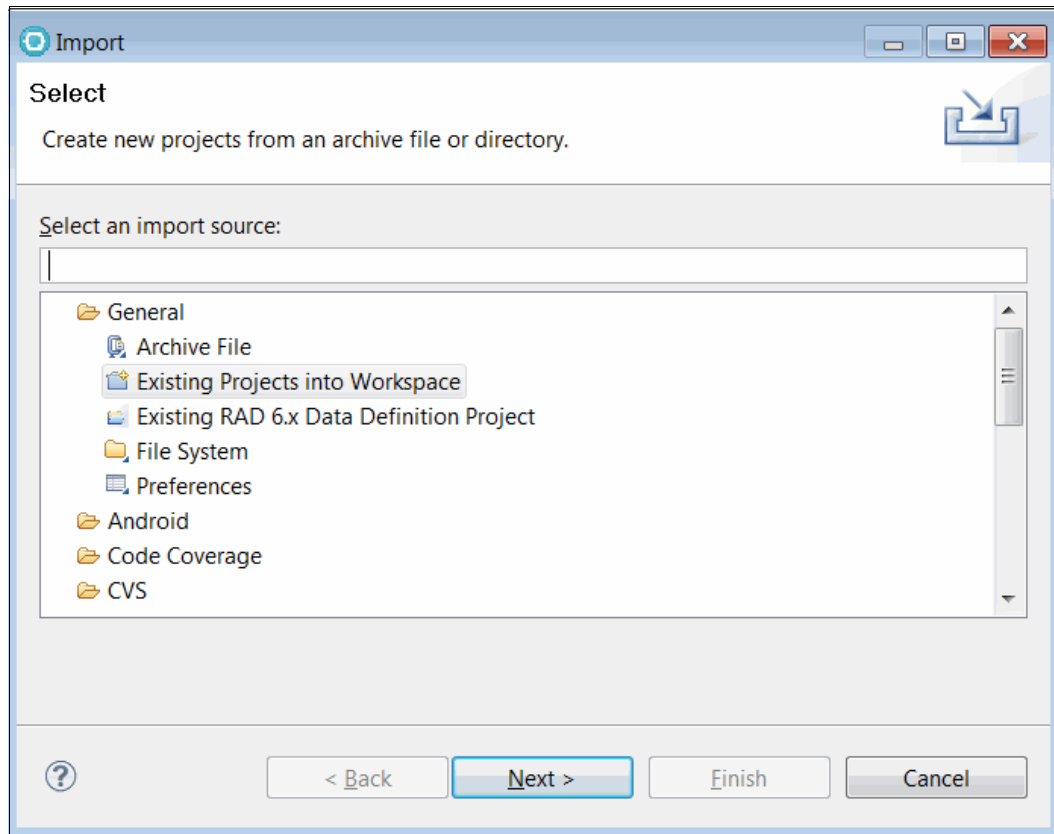 Import
Select
Create new projects from an archive file or directory.
Select an import source:
General
Archive File
Existing Projects into Workspace
Existing RAD 6.x Data Definition Project
File System
Preferences
Android
Code Coverage
CVS
? < Back Next > Finish Cancel